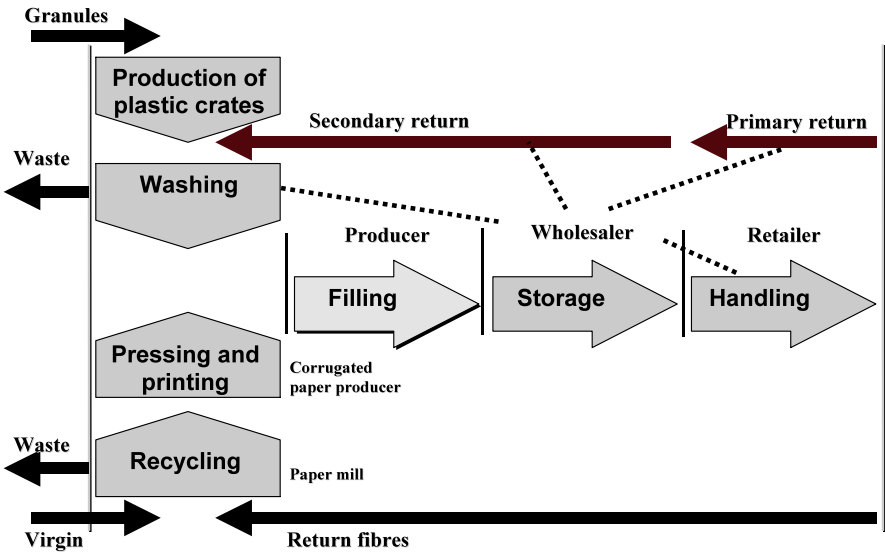 Granules
Production of
plastic crates
Secondary return
Primary return
Waste
Washing
Producer
Wholesaler
Retailer
Filling
Storage
Handling
Pressing and
printing
Corrugated
paper producer
Waste
Recycling
Paper mill
Virgin
Return fibres